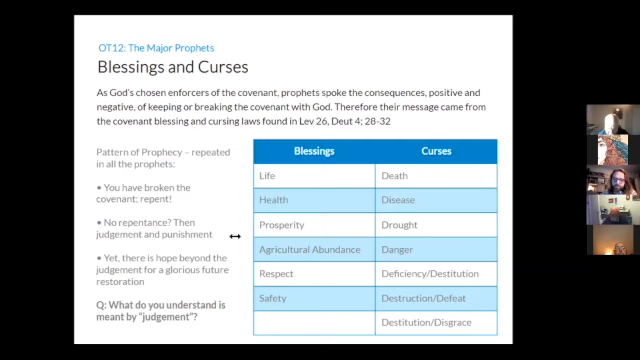 OT12: The Major Prophets
Blessings and Curses
As God's chosen enforcers of the covenant, prophets spoke the consequences, positive and
negative, of keeping or breaking the covenant with God. Therefore their message came from
the covenant blessing and cursing laws found in Lev 26, Deut 4; 28-32
Pattern of Prophecy – repeated
in all the prophets:
• You have broken the
covenant; repent!
• No repentance? Then
judgement and punishment
• Yet, there is hope beyond the
judgement for a glorious future
restoration
Q: What do you understand is
meant by "judgement"?
Blessings Curses
Life Death
Health Disease
Prosperity Drought
Agricultural Abundance Danger
Respect Deficiency/Destitution
Safety Destruction/Defeat
Destitution/Disgrace